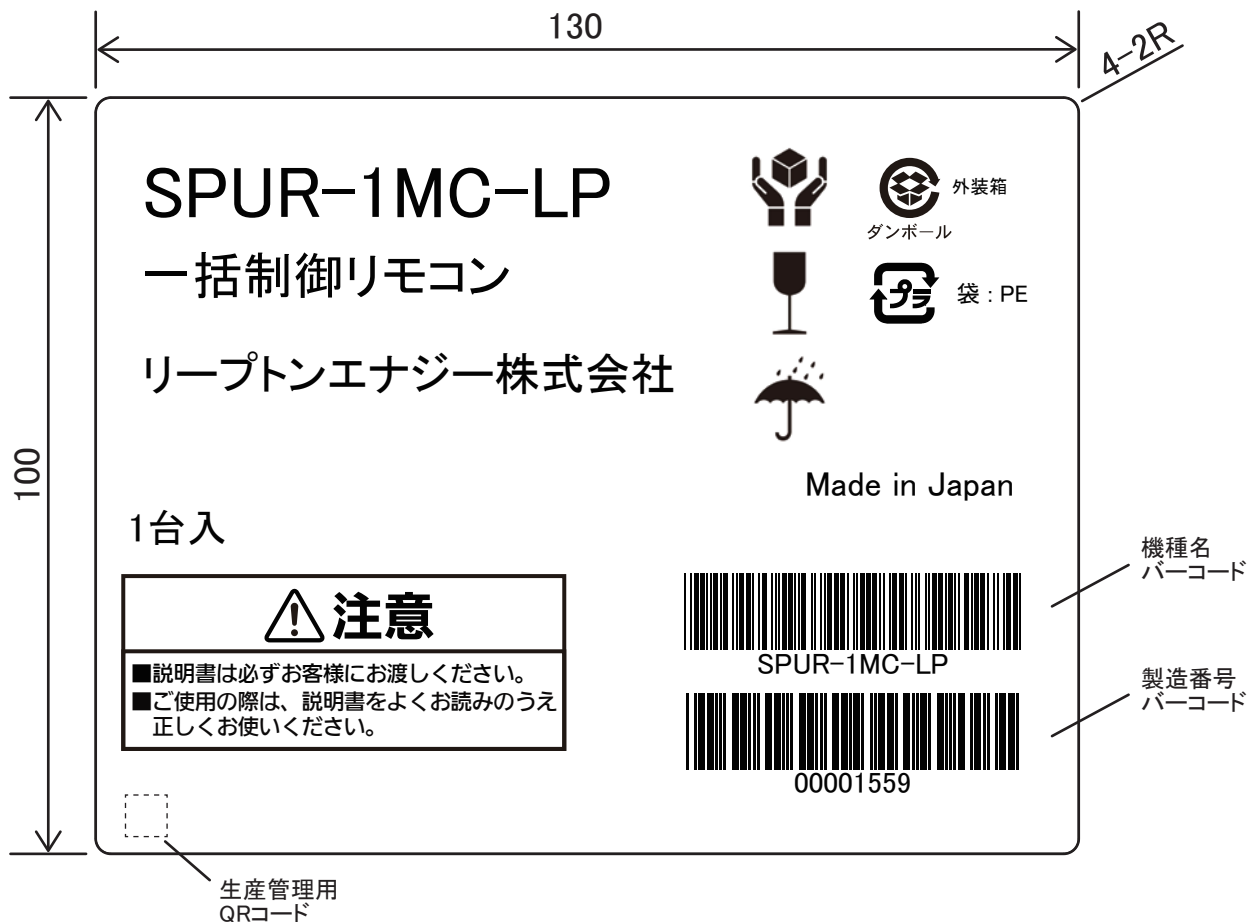 130
4-2R
100
SPUR-1MC-LP
一括制御リモコン
リープトンエナジー株式会社
外装箱
ダンボール
プラ
袋：PE
Made in Japan
1台入
注意
■説明書は必ずお客様にお渡しください。
■ご使用の際は、説明書をよくお読みのうえ
正しくお使いください。
SPUR-1MC-LP
00001559
機種名
バーコード
製造番号
バーコード
生産管理用
QRコード